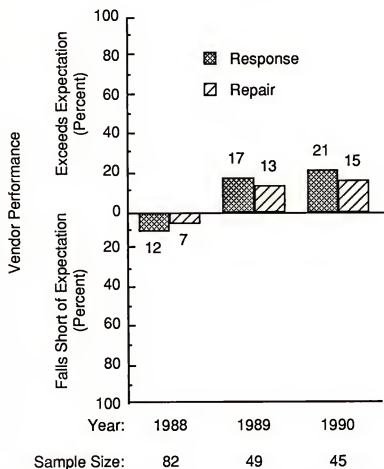 Vendor Performance
Exceeds Expectation
(Percent)
Falls Short of Expectation
(Percent)
100
80
60
40
20
0
20
40
60
80
100
Response
Repair
12
7
17
13
21
15
Year: 1988 1989 1990
Sample Size: 82 49 45